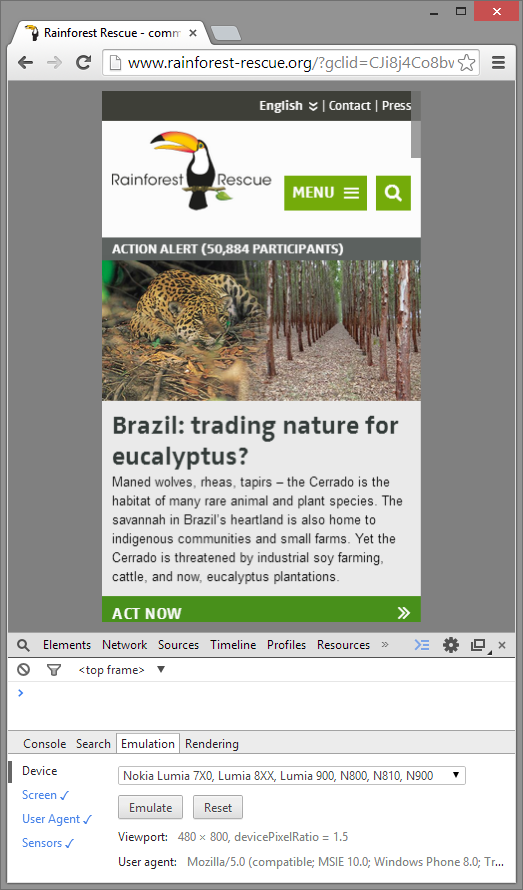 Rainforest Rescue - comm
www.rainforest-rescue.org/?gclid=CJi8j4Co8bw
English | Contact | Press
Rainforest Rescue
MENU
ACTION ALERT (50,884 PARTICIPANTS)
Brazil: trading nature for
eucalyptus?
Maned wolves, rheas, tapirs – the Cerrado is the
habitat of many rare animal and plant species. The
savannah in Brazil's heartland is also home to
indigenous communities and small farms. Yet the
Cerrado is threatened by industrial soy farming,
cattle, and now, eucalyptus plantations.
ACT NOW
Elements Network Sources Timeline Profiles Resources »
<top frame> ▼
Console Search Emulation Rendering
Device
Nokia Lumia 7X0, Lumia 8XX, Lumia 900, N800, N810, N900
Screen ✓
Emulate Reset
User Agent ✓
Viewport: 480 × 800, devicePixelRatio = 1.5
Sensors ✓
User agent: Mozilla/5.0 (compatible; MSIE 10.0; Windows Phone 8.0; Tr...